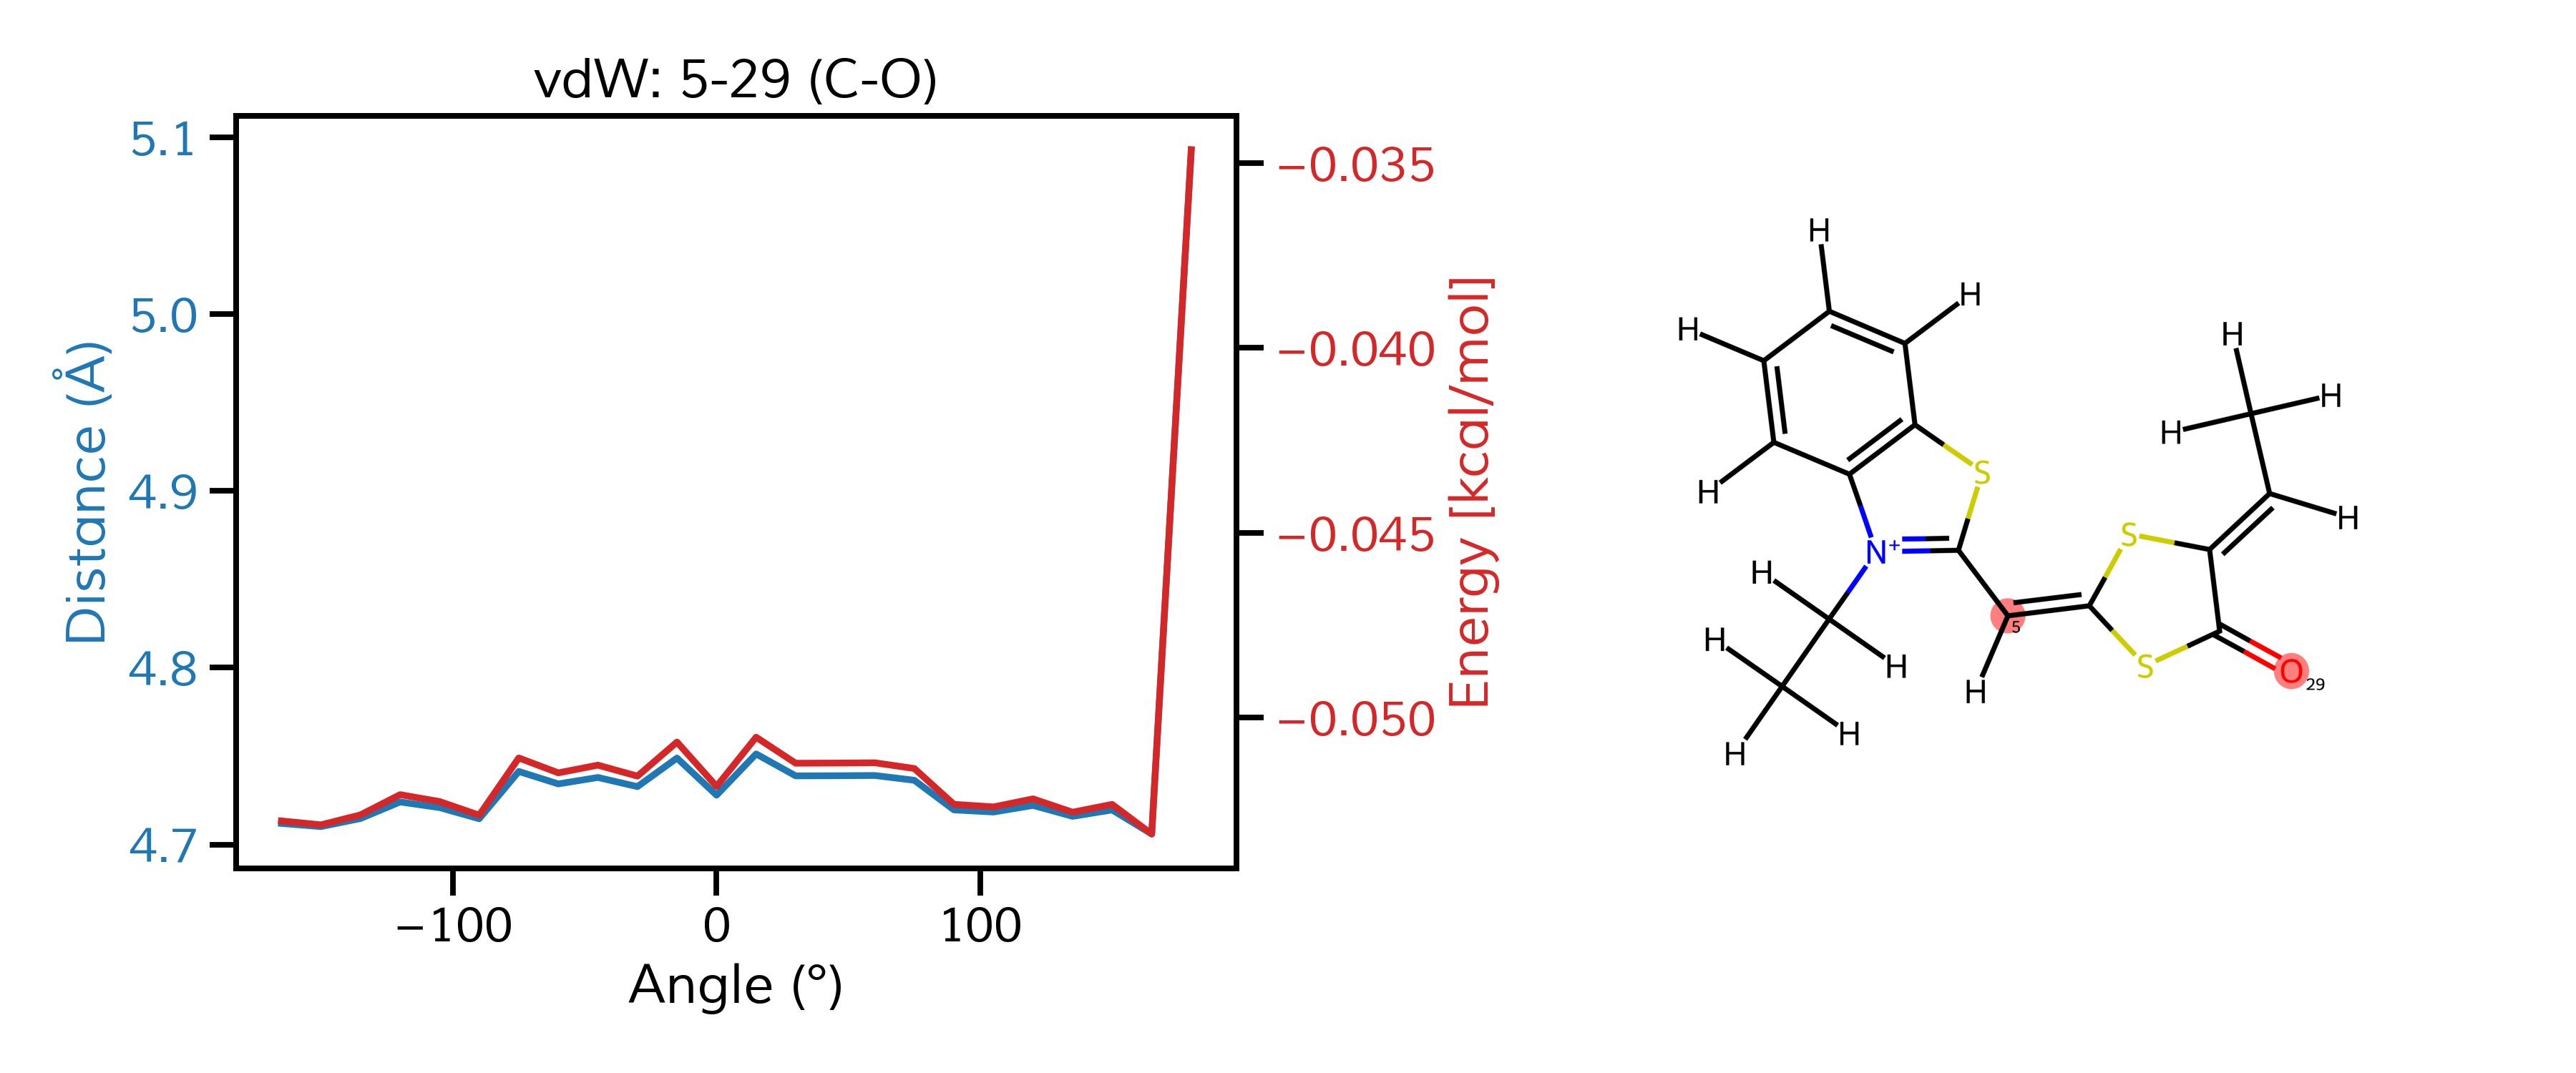 vdW: 5-29 (C-O)
5.1
5.0
4.9
4.8
4.7
Distance (Å)
−0.035
−0.040
−0.045
−0.050
Energy [kcal/mol]
−100
0
100
Angle (°)
H
H
H
H
H
H
H
S
H
S
H
N⁺
H
5
H
H
S
O
29
H
H
H